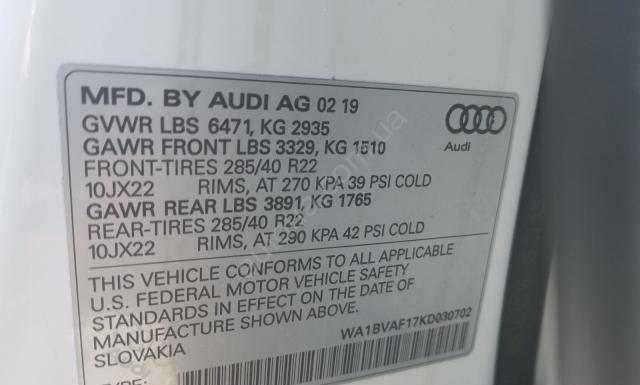 MFD. BY AUDI AG 02 19
GVWR LBS 6471, KG 2935
GAWR FRONT LBS 3329, KG 1510
FRONT-TIRES 285/40 R22
10JX22 RIMS, AT 270 KPA 39 PSI COLD
GAWR REAR LBS 3891, KG 1765
REAR-TIRES 285/40 R22
10JX22 RIMS, AT 290 KPA 42 PSI COLD
THIS VEHICLE CONFORMS TO ALL APPLICABLE
U.S. FEDERAL MOTOR VEHICLE SAFETY
STANDARDS IN EFFECT ON THE DATE OF
MANUFACTURE SHOWN ABOVE.
SLOVAKIA WA1BVAF17KD030702
TYPE:
Audi